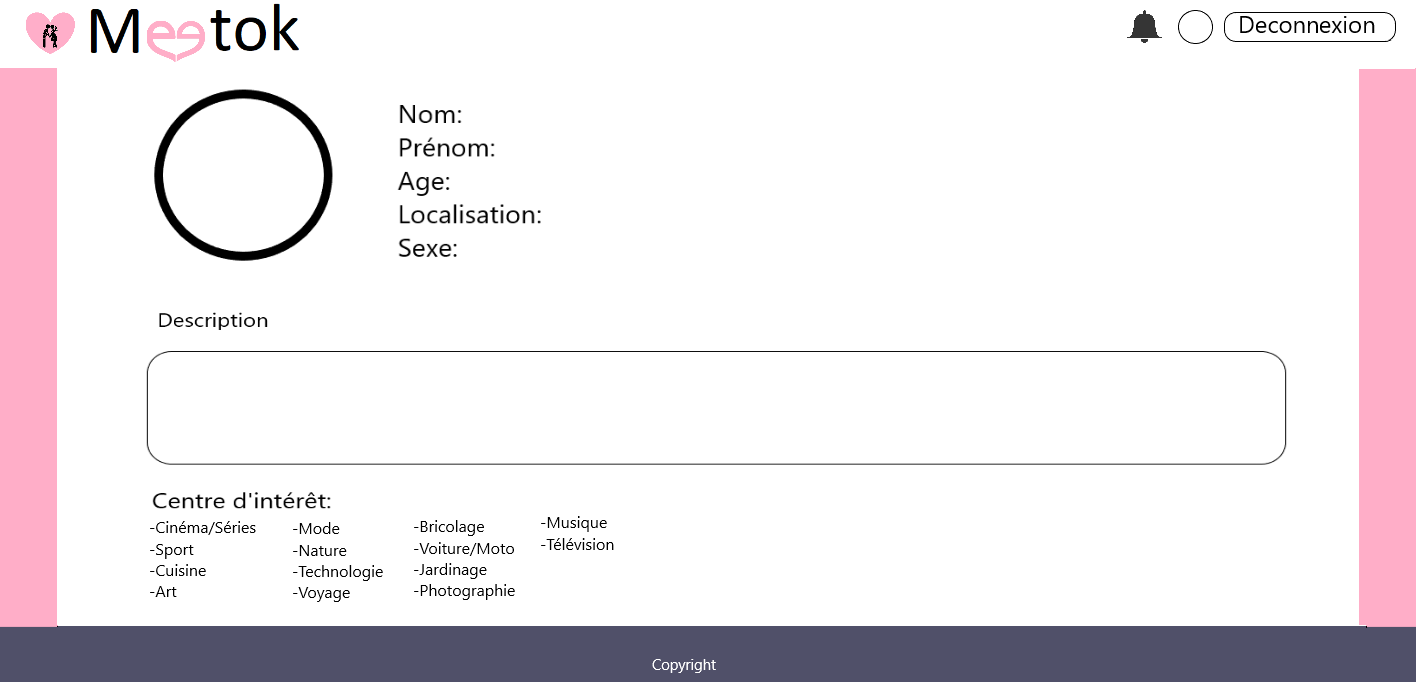 Meetok
Deconnexion
Nom:
Prénom:
Age:
Localisation:
Sexe:
Description
Centre d'intérêt:
-Cinéma/Séries
-Sport
-Cuisine
-Art
-Mode
-Nature
-Technologie
-Voyage
-Bricolage
-Voiture/Moto
-Jardinage
-Photographie
-Musique
-Télévision
Copyright